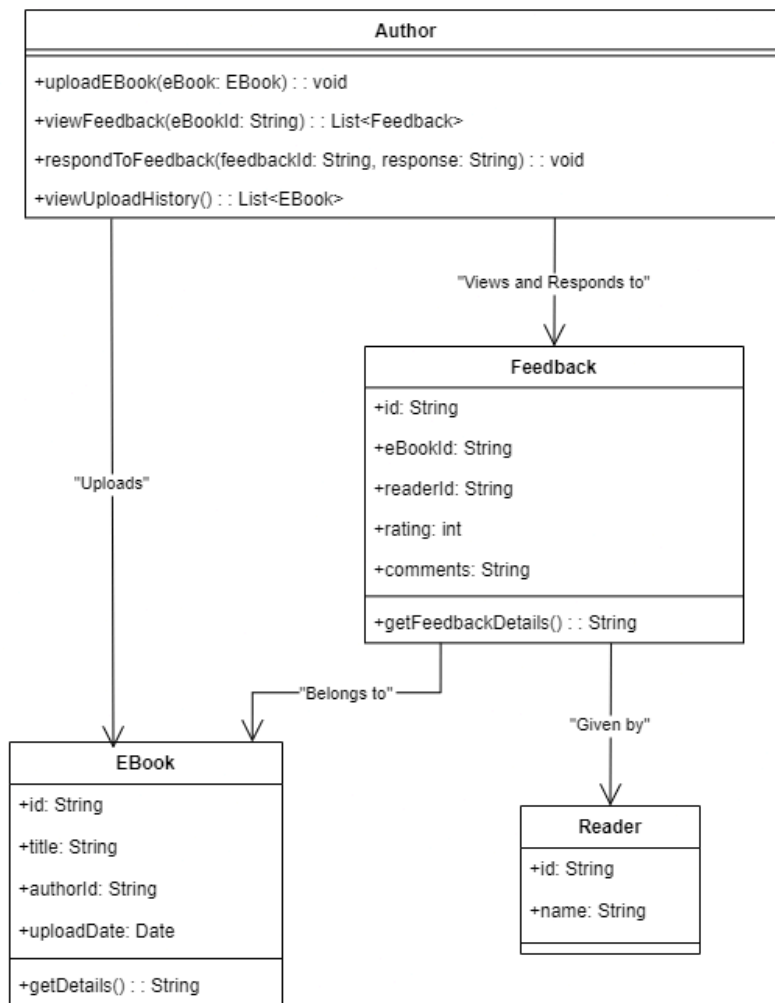 Author
+uploadEBook(eBook: EBook) : : void
+viewFeedback(eBookId: String) : : List<Feedback>
+respondToFeedback(feedbackId: String, response: String) : : void
+viewUploadHistory() : : List<EBook>
"Views and Responds to"
Feedback
+id: String
+eBookId: String
+readerId: String
+rating: int
+comments: String
+getFeedbackDetails() : : String
"Uploads"
"Belongs to"
"Given by"
EBook
+id: String
+title: String
+authorId: String
+uploadDate: Date
+getDetails() : : String
Reader
+id: String
+name: String